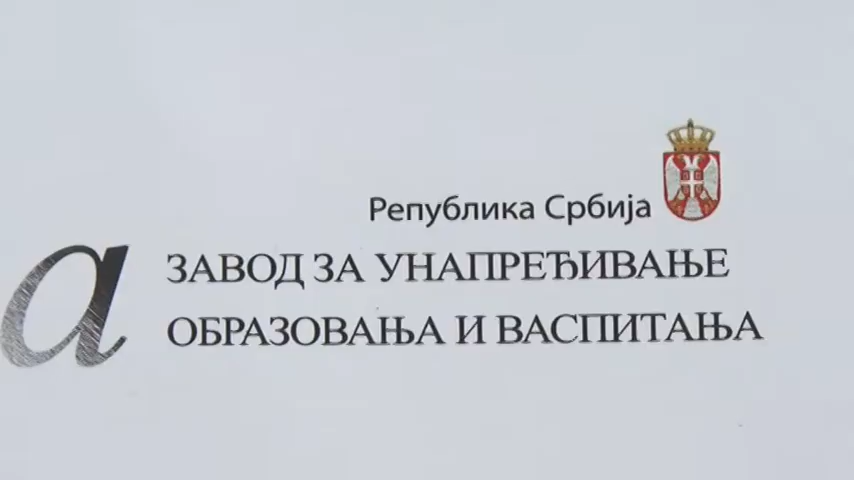 Република Србија
а
ЗАВОД ЗА УНАПРЕЂИВАЊЕ
ОБРАЗОВАЊА И ВАСПИТАЊА